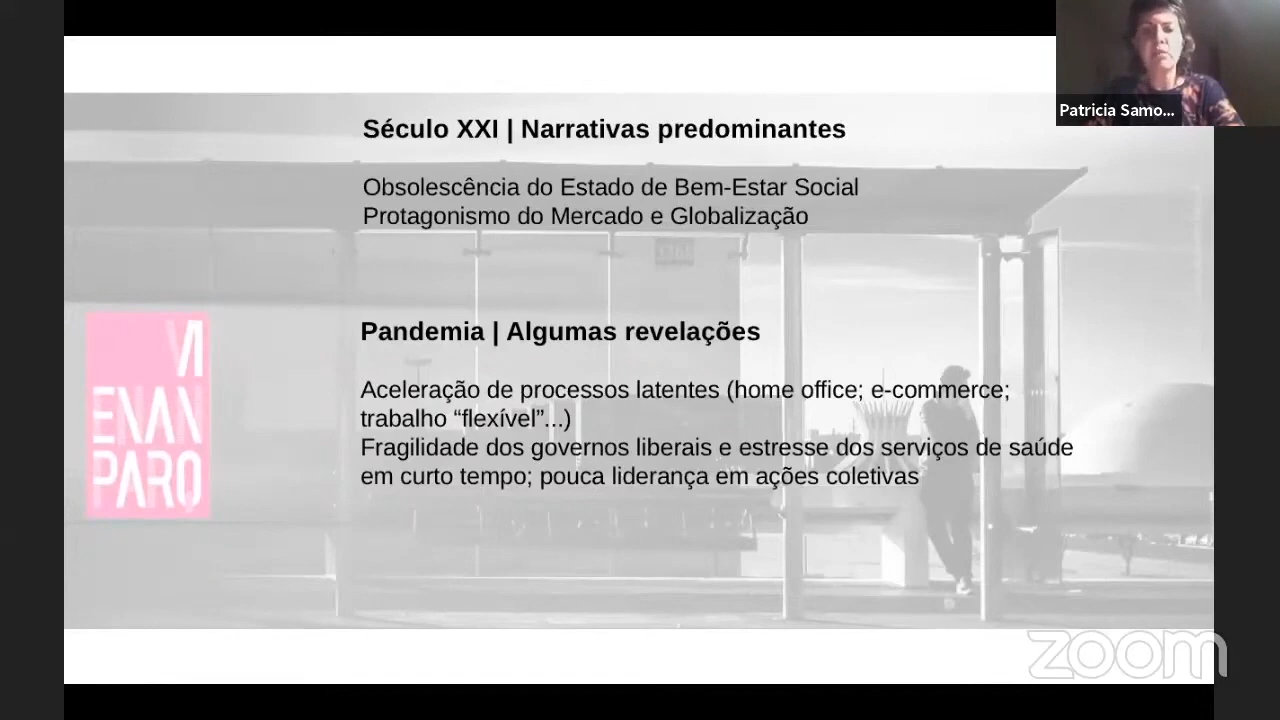 Patricia Samo...
Século XXI | Narrativas predominantes
Obsolescência do Estado de Bem-Estar Social
Protagonismo do Mercado e Globalização
Pandemia | Algumas revelações
Aceleração de processos latentes (home office; e-commerce;
trabalho “flexível”...)
Fragilidade dos governos liberais e estresse dos serviços de saúde
em curto tempo; pouca liderança em ações coletivas
VI
ENAN
PARQ
zoom